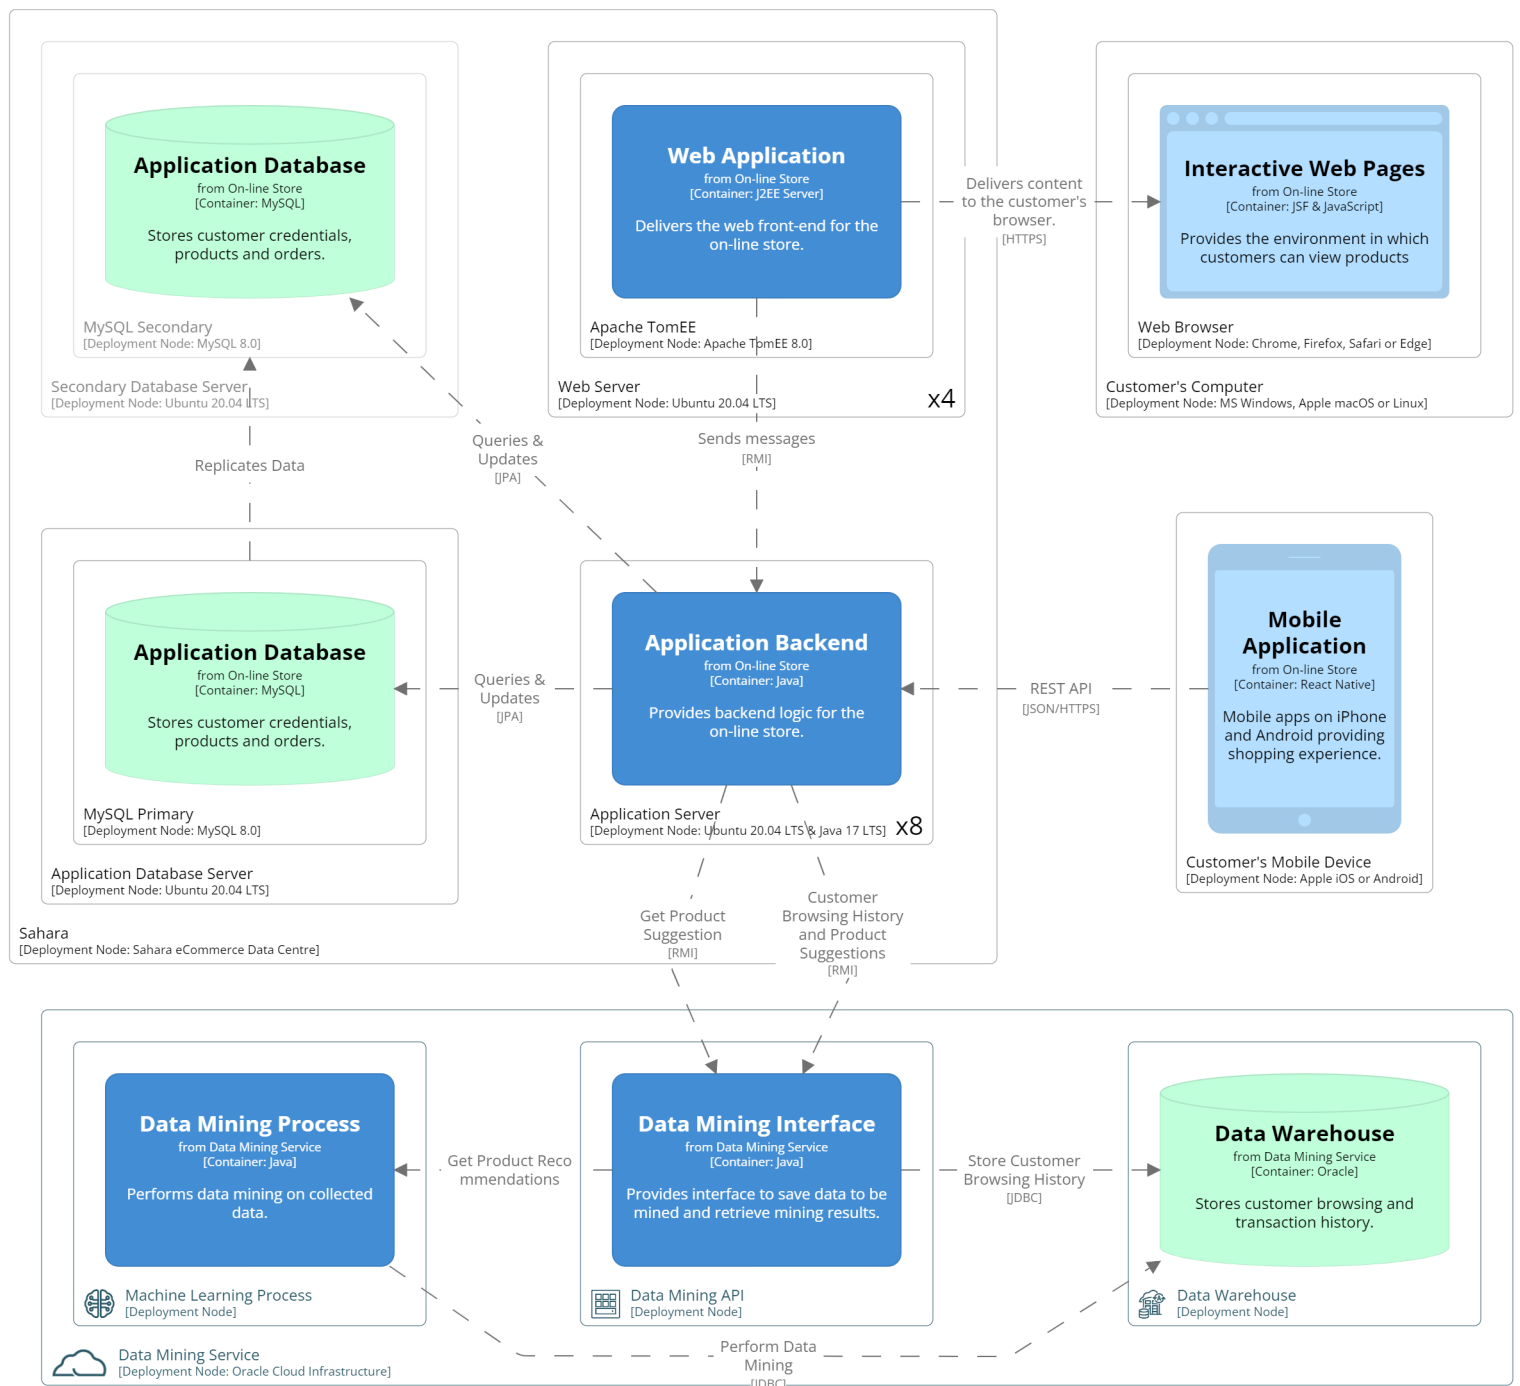 Application Database
from On-line Store
[Container: MySQL]
Stores customer credentials,
products and orders.
MySQL Secondary
[Deployment Node: MySQL 8.0]
Secondary Database Server
[Deployment Node: Ubuntu 20.04 LTS]
Web Application
from On-line Store
[Container: J2EE Server]
Delivers the web front-end for the
on-line store.
Apache TomEE
[Deployment Node: Apache TomEE 8.0]
Web Server
[Deployment Node: Ubuntu 20.04 LTS]
x4
Delivers content
to the customer's
browser.
[HTTPS]
Interactive Web Pages
from On-line Store
[Container: JSF & JavaScript]
Provides the environment in which
customers can view products
Web Browser
[Deployment Node: Chrome, Firefox, Safari or Edge]
Customer's Computer
[Deployment Node: MS Windows, Apple macOS or Linux]
Replicates Data
Queries &
Updates
[JPA]
Sends messages
[RMI]
Application Database
from On-line Store
[Container: MySQL]
Stores customer credentials,
products and orders.
MySQL Primary
[Deployment Node: MySQL 8.0]
Application Database Server
[Deployment Node: Ubuntu 20.04 LTS]
Queries &
Updates
[JPA]
Application Backend
from On-line Store
[Container: Java]
Provides backend logic for the
on-line store.
Application Server
[Deployment Node: Ubuntu 20.04 LTS & Java 17 LTS]
x8
REST API
[JSON/HTTPS]
Mobile
Application
from On-line Store
[Container: React Native]
Mobile apps on iPhone
and Android providing
shopping experience.
Customer's Mobile Device
[Deployment Node: Apple iOS or Android]
Sahara
[Deployment Node: Sahara eCommerce Data Centre]
Get Product
Suggestion
[RMI]
Customer
Browsing History
and Product
Suggestions
[RMI]
Data Mining Process
from Data Mining Service
[Container: Java]
Performs data mining on collected
data.
Machine Learning Process
[Deployment Node]
Get Product Reco
mmendations
Data Mining Interface
from Data Mining Service
[Container: Java]
Provides interface to save data to be
mined and retrieve mining results.
Data Mining API
[Deployment Node]
Store Customer
Browsing History
[JDBC]
Data Warehouse
from Data Mining Service
[Container: Oracle]
Stores customer browsing and
transaction history.
Data Warehouse
[Deployment Node]
Perform Data
Mining
[JDBC]
Data Mining Service
[Deployment Node: Oracle Cloud Infrastructure]